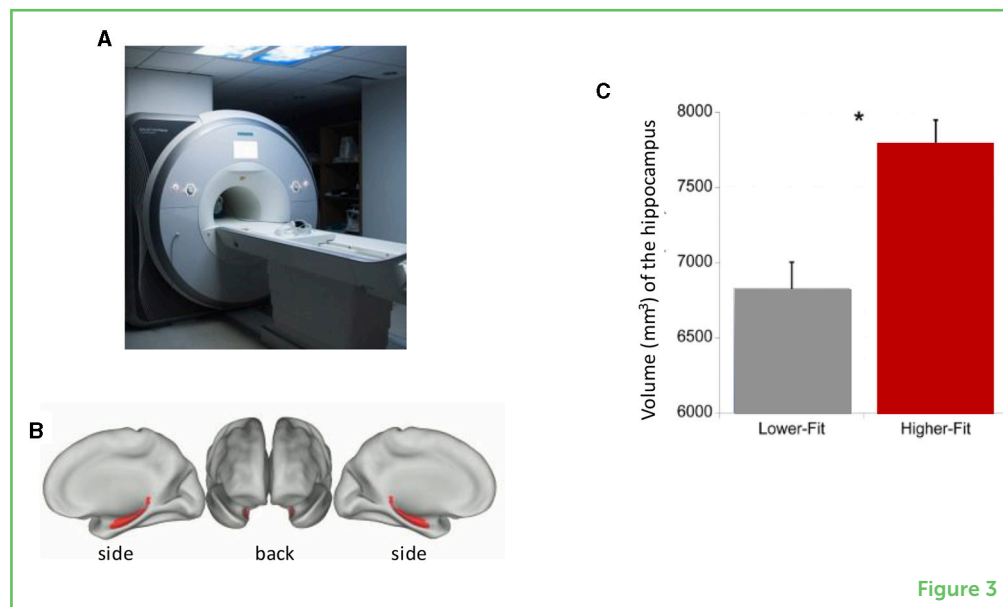 A
B
side
back
side
C
Volume (mm³) of the hippocampus
8000
7500
7000
6500
6000
*
Lower-Fit
Higher-Fit
Figure 3